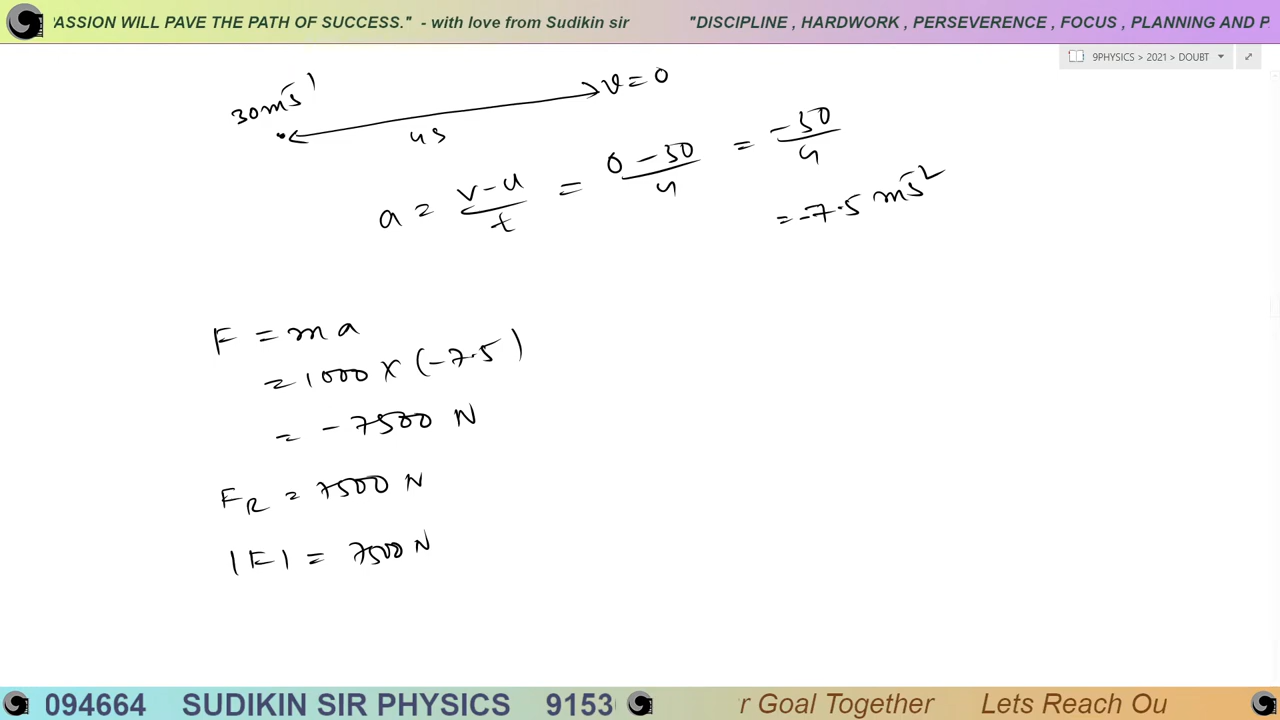 'ASSION WILL PAVE THE PATH OF SUCCESS." - with love from Sudikin sir "DISCIPLINE , HARDWORK , PERSEVERENCE , FOCUS , PLANNING AND P
9PHYSICS > 2021 > DOUBT
30ms⁻¹ v=0
4s
a = v-u/t = 0-30/4 = -30/4
= -7.5 ms⁻²
F = ma
= 1000 × (-7.5)
= -7500 N
F_R = 7500 N
|F| = 7500 N
094664 SUDIKIN SIR PHYSICS 9153 r Goal Together Lets Reach Ou